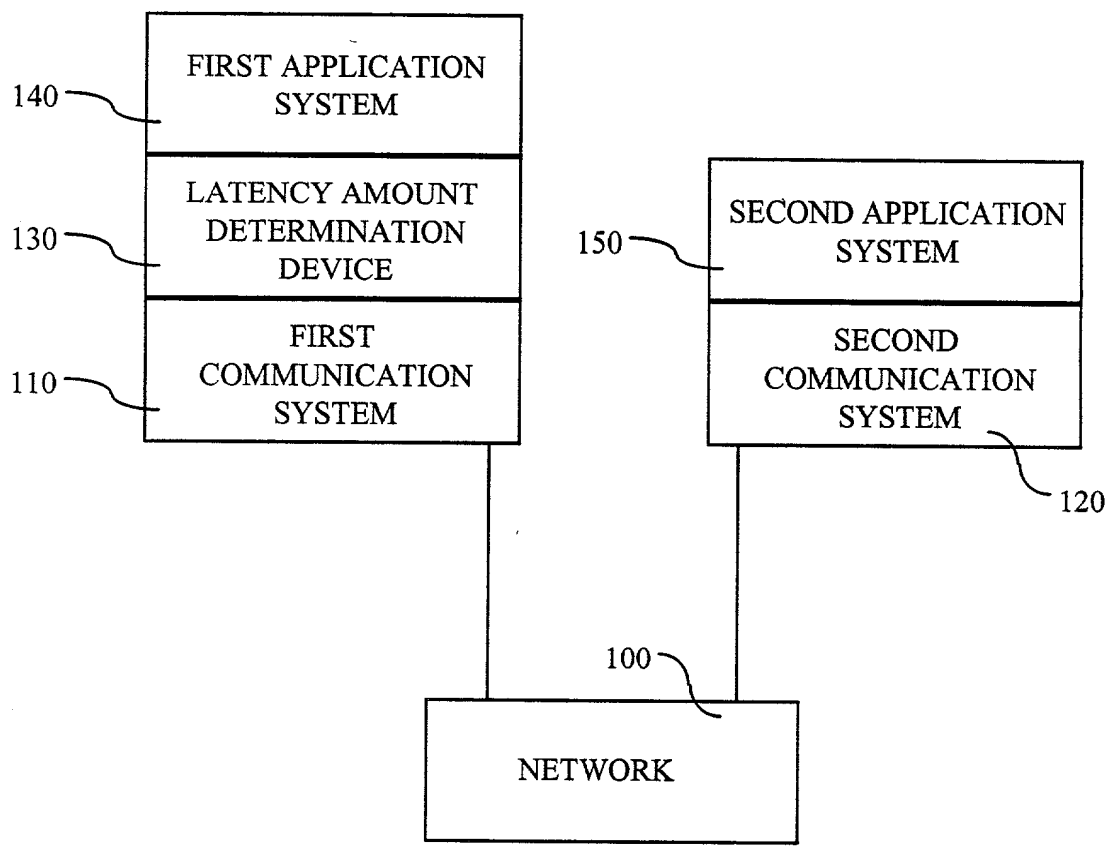 FIRST APPLICATION
SYSTEM
140
LATENCY AMOUNT
DETERMINATION
DEVICE
130
FIRST
COMMUNICATION
SYSTEM
110
SECOND APPLICATION
SYSTEM
150
SECOND
COMMUNICATION
SYSTEM
120
100
NETWORK